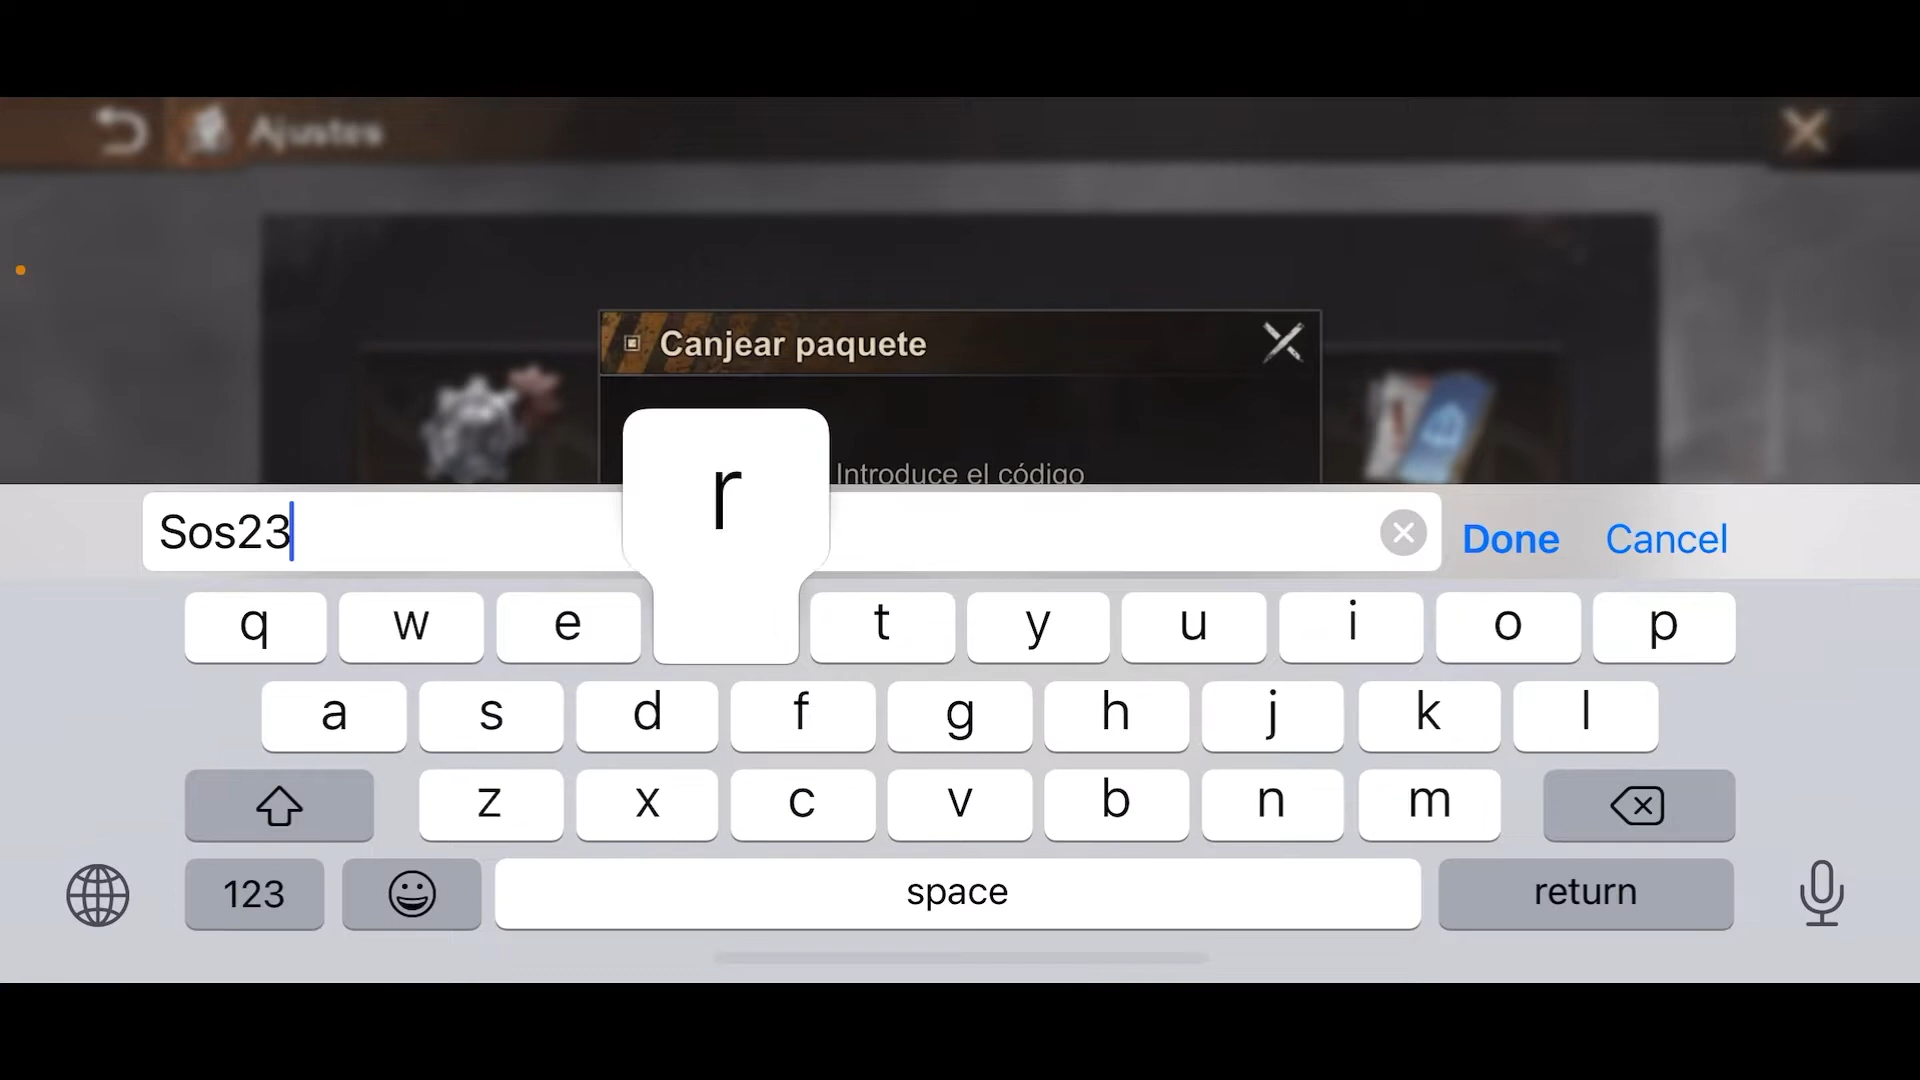 Ajustes
Canjear paquete
Introduce el código
Sos23
Done Cancel
r
q w e t y u i o p
a s d f g h j k l
z x c v b n m
123 space return